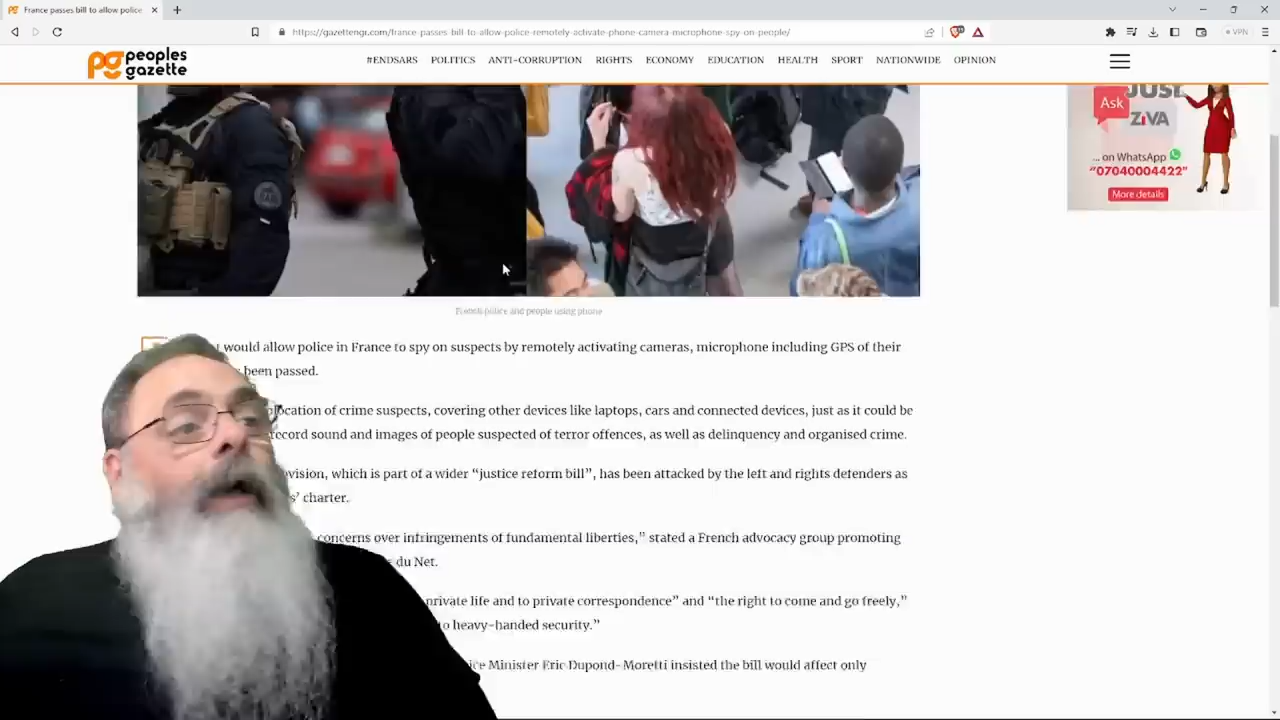 France passes bill to allow police
https://gazettengr.com/france-passes-bill-to-allow-police-remotely-activate-phone-camera-microphone-spy-on-people/
VPN
pg peoples gazette
#ENDSARS POLITICS ANTI-CORRUPTION RIGHTS ECONOMY EDUCATION HEALTH SPORT NATIONWIDE OPINION
Ask
JUST
ZiVA
... on WhatsApp
"07040004422"
More details
French police and people using phone
would allow police in France to spy on suspects by remotely activating cameras, microphone including GPS of their
been passed.
location of crime suspects, covering other devices like laptops, cars and connected devices, just as it could be
record sound and images of people suspected of terror offences, as well as delinquency and organised crime.
, which is part of a wider “justice reform bill”, has been attacked by the left and rights defenders as
charter.
concerns over infringements of fundamental liberties,” stated a French advocacy group promoting
du Net.
private life and to private correspondence” and “the right to come and go freely,”
to heavy-handed security.”
Minister Eric Dupond-Moretti insisted the bill would affect only